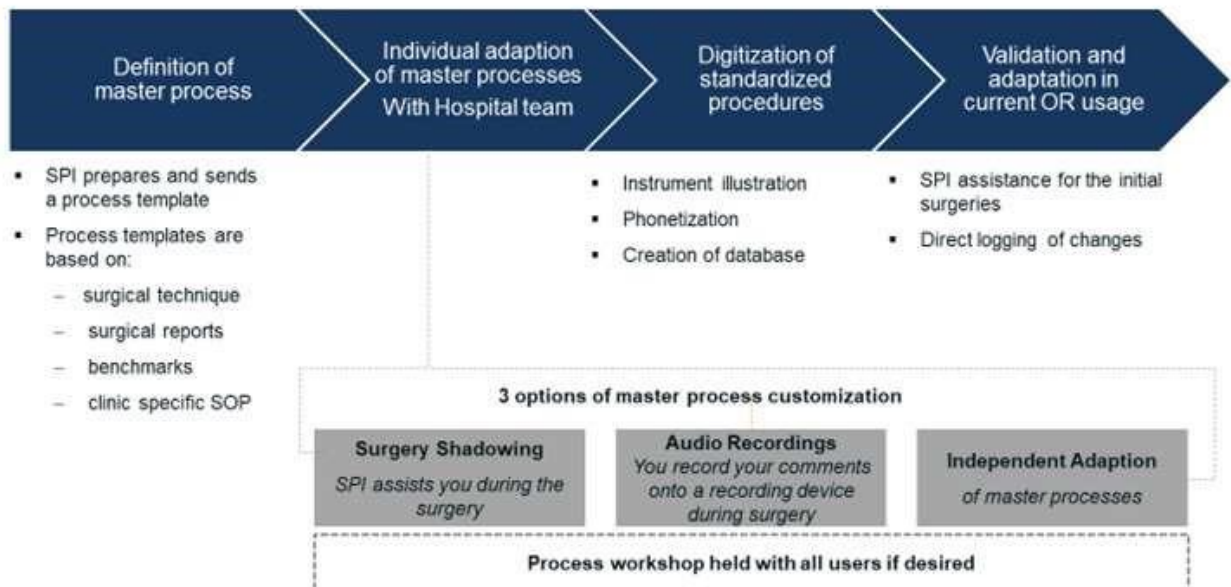 Definition of
master process
Individual adaption
of master processes
With Hospital team
Digitization of
standardized
procedures
Validation and
adaptation in
current OR usage
▪ SPI prepares and sends
a process template
▪ Process templates are
based on:
– surgical technique
– surgical reports
– benchmarks
– clinic specific SOP
▪ Instrument illustration
▪ Phonetization
▪ Creation of database
▪ SPI assistance for the initial
surgeries
▪ Direct logging of changes
3 options of master process customization
Surgery Shadowing
SPI assists you during the
surgery
Audio Recordings
You record your comments
onto a recording device
during surgery
Independent Adaption
of master processes
Process workshop held with all users if desired